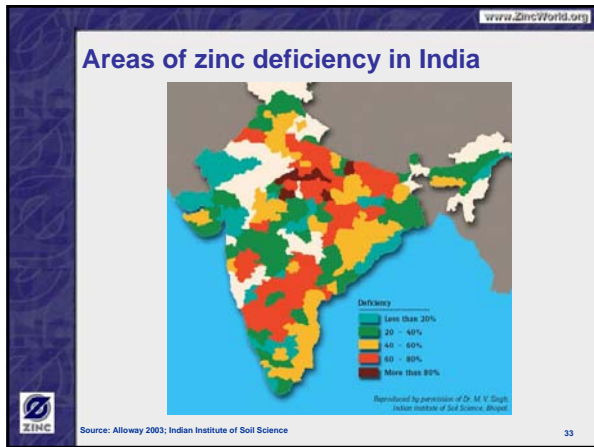 www.ZincWorld.org
Areas of zinc deficiency in India
Deficiency
Less than 20%
20 - 40%
40 - 60%
60 - 80%
More than 80%
Reproduced by permission of Dr. M. V. Singh,
Indian Institute of Soil Science, Bhopal.
ZINC
Source: Alloway 2003; Indian Institute of Soil Science
33